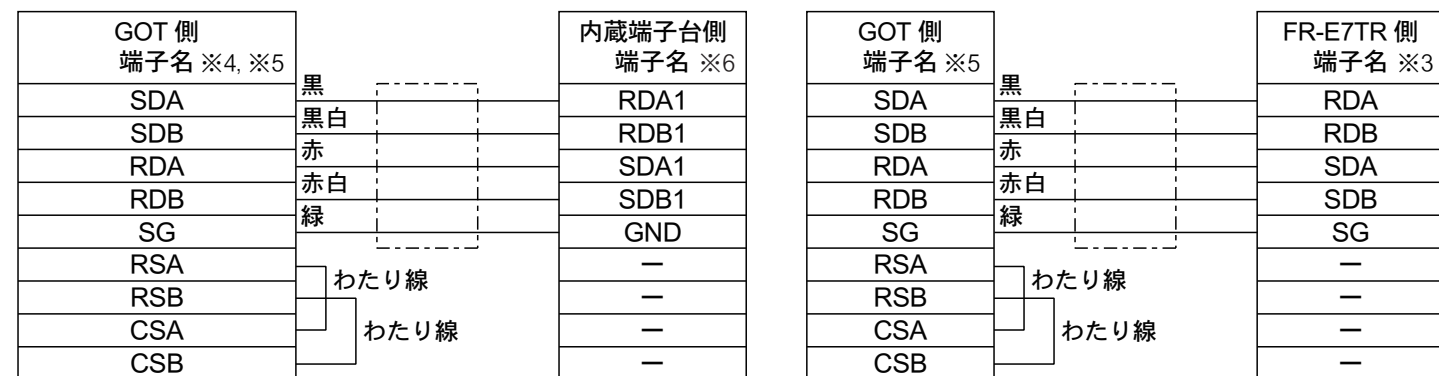 GOT 側
端子名 ※4, ※5
内蔵端子台側
端子名 ※6
SDA 黒 RDA1
SDB 黒白 RDB1
RDA 赤 SDA1
RDB 赤白 SDB1
SG 緑 GND
RSA ー
RSB ー
CSA ー
CSB ー
わたり線
わたり線
GOT 側
端子名 ※5
FR-E7TR 側
端子名 ※3
SDA 黒 RDA
SDB 黒白 RDB
RDA 赤 SDA
RDB 赤白 SDB
SG 緑 SG
RSA ー
RSB ー
CSA ー
CSB ー
わたり線
わたり線